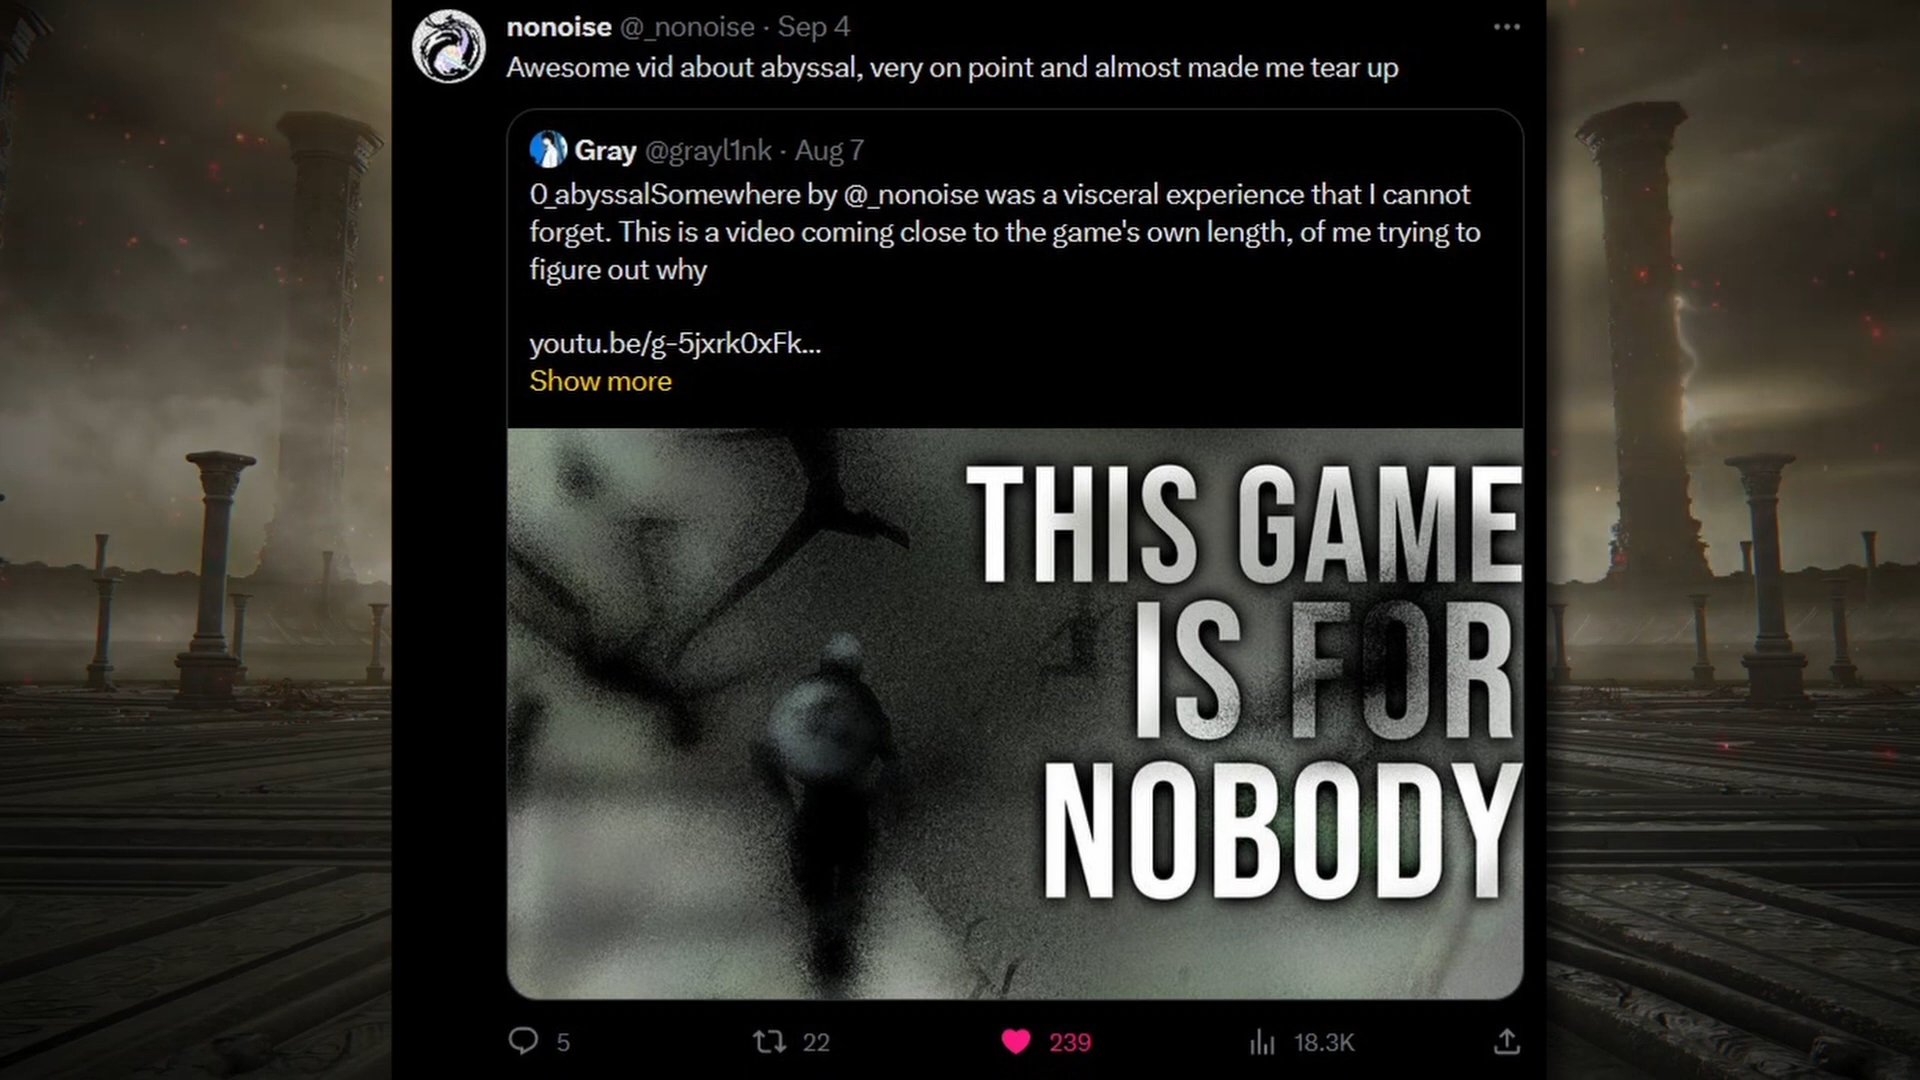 nonoise @_nonoise · Sep 4
Awesome vid about abyssal, very on point and almost made me tear up
Gray @grayl1nk · Aug 7
0_abyssalSomewhere by @_nonoise was a visceral experience that I cannot
forget. This is a video coming close to the game's own length, of me trying to
figure out why
youtu.be/g-5jxrk0xFk...
Show more
THIS GAME
IS FOR
NOBODY
5 22 239 18.3K